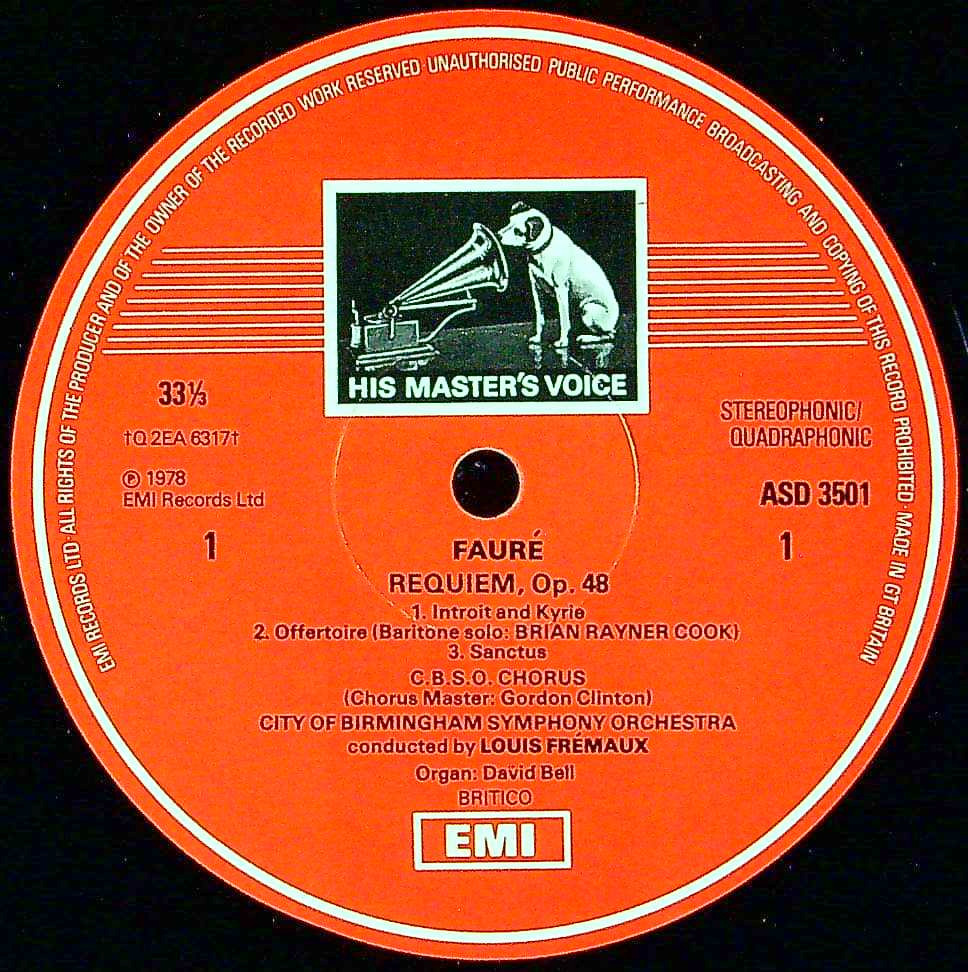 EMI RECORDS LTD · ALL RIGHTS OF THE PRODUCER AND OF THE OWNER OF THE RECORDED WORK RESERVED · UNAUTHORISED PUBLIC PERFORMANCE BROADCASTING AND COPYING OF THIS RECORD PROHIBITED · MADE IN GT BRITAIN
HIS MASTER'S VOICE
33⅓
STEREOPHONIC/
QUADRAPHONIC
†Q 2EA 6317†
℗ 1978
EMI Records Ltd
ASD 3501
1
1
FAURÉ
REQUIEM, Op. 48
1. Introit and Kyrie
2. Offertoire (Baritone solo: BRIAN RAYNER COOK)
3. Sanctus
C.B.S.O. CHORUS
(Chorus Master: Gordon Clinton)
CITY OF BIRMINGHAM SYMPHONY ORCHESTRA
conducted by LOUIS FRÉMAUX
Organ: David Bell
BRITICO
EMI